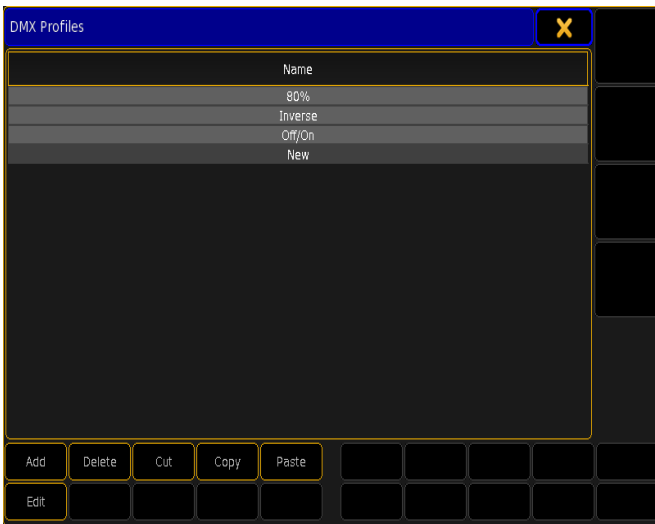 DMX Profiles
Name
80%
Inverse
Off/On
New
Add Delete Cut Copy Paste
Edit